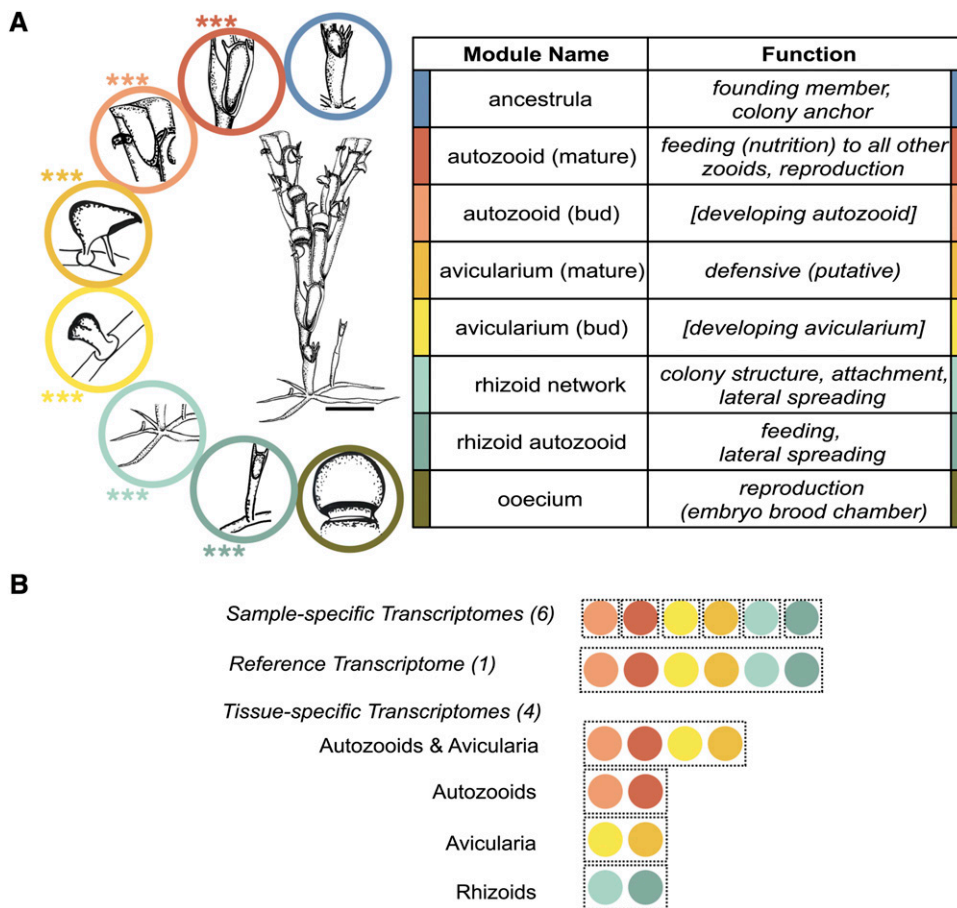 A
***
***
***
***
***
***
Module Name Function
ancestrula founding member,
colony anchor
autozooid (mature) feeding (nutrition) to all other
zooids, reproduction
autozooid (bud) [developing autozooid]
avicularium (mature) defensive (putative)
avicularium (bud) [developing avicularium]
rhizoid network colony structure, attachment,
lateral spreading
rhizoid autozooid feeding,
lateral spreading
ooecium reproduction
(embryo brood chamber)
B
Sample-specific Transcriptomes (6)
Reference Transcriptome (1)
Tissue-specific Transcriptomes (4)
Autozooids & Avicularia
Autozooids
Avicularia
Rhizoids